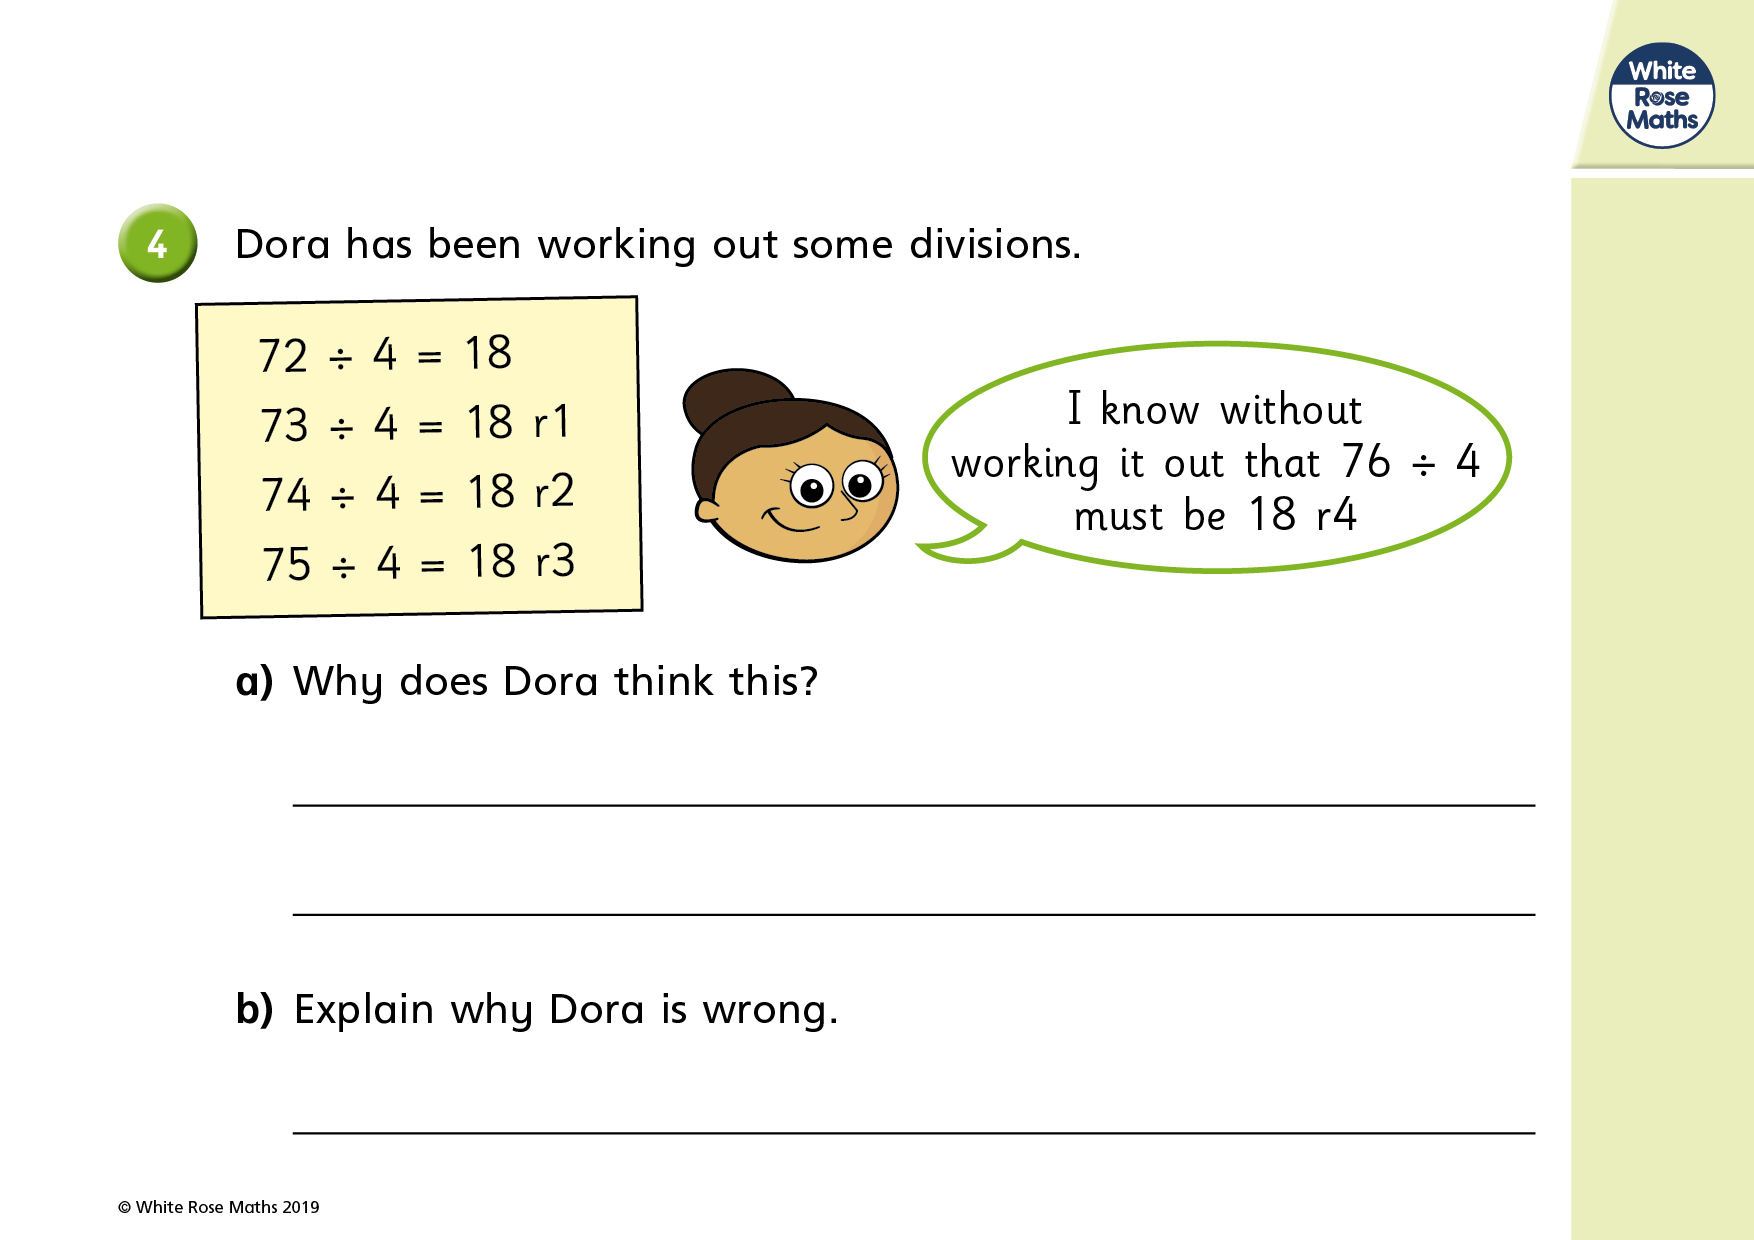 White
Rose
Maths
4 Dora has been working out some divisions.
72 ÷ 4 = 18
73 ÷ 4 = 18 r1
74 ÷ 4 = 18 r2
75 ÷ 4 = 18 r3
I know without
working it out that 76 ÷ 4
must be 18 r4
a) Why does Dora think this?
b) Explain why Dora is wrong.
© White Rose Maths 2019